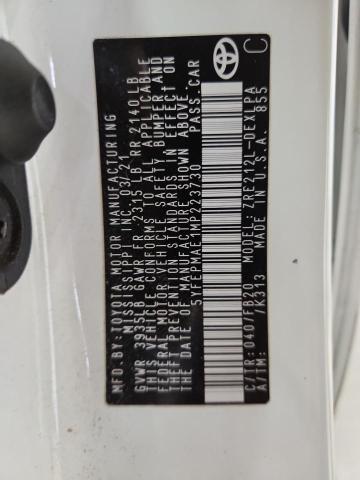 MFD.BY: TOYOTA MOTOR MANUFACTURING
MISSISSIPPI, INC. 03/21
GVWR 3935LB GAWR FR 2315 LB RR 2140LB
THIS VEHICLE CONFORMS TO ALL APPLICABLE
FEDERAL MOTOR VEHICLE SAFETY, BUMPER, AND
THEFT PREVENTION STANDARDS IN EFFECT ON
THE DATE OF MANUFACTURE SHOWN ABOVE.
5YFEPMAE1MP223730 PASS.CAR
C/TR: 040/FB20 MODEL: ZRE212L-DEXLPA
A/TM: /K313 MADE IN U.S.A. 855
C